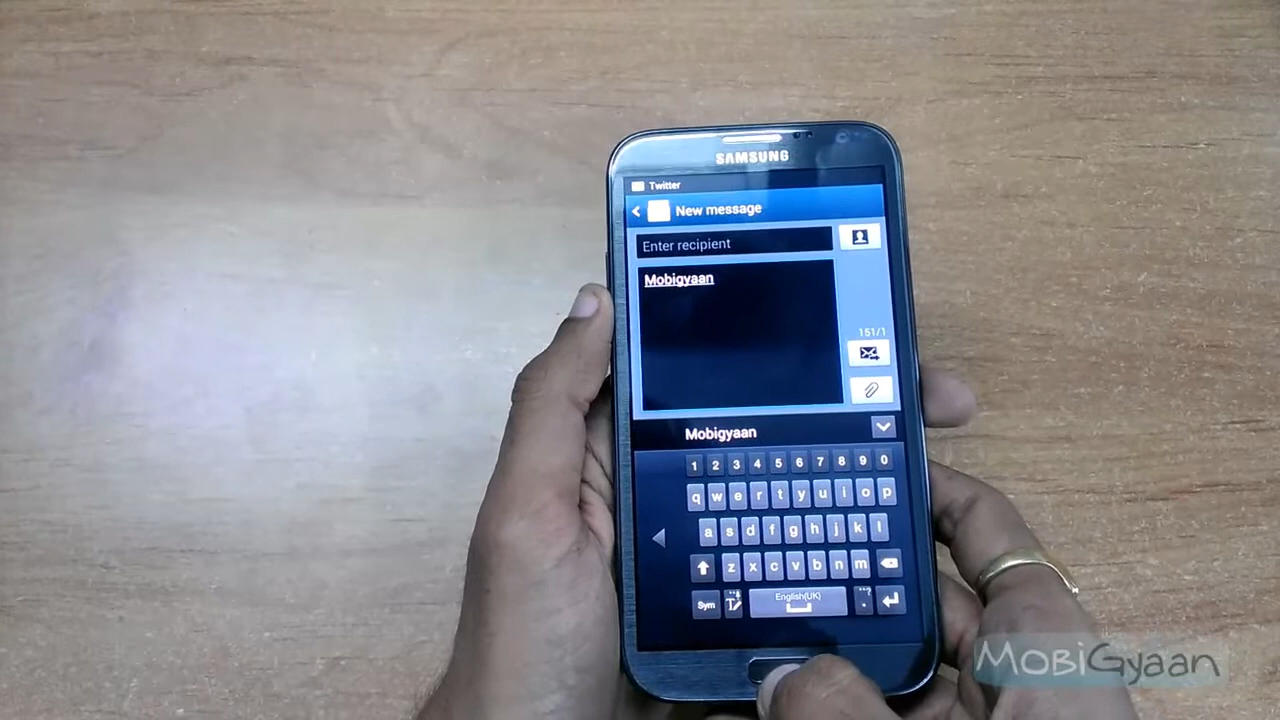 SAMSUNG
Twitter
New message
Enter recipient
Mobigyaan
151/1
Mobigyaan
1 2 3 4 5 6 7 8 9 0
q w e r t y u i o p
a s d f g h j k l
z x c v b n m
Sym English(UK) .
MOBIGYaan